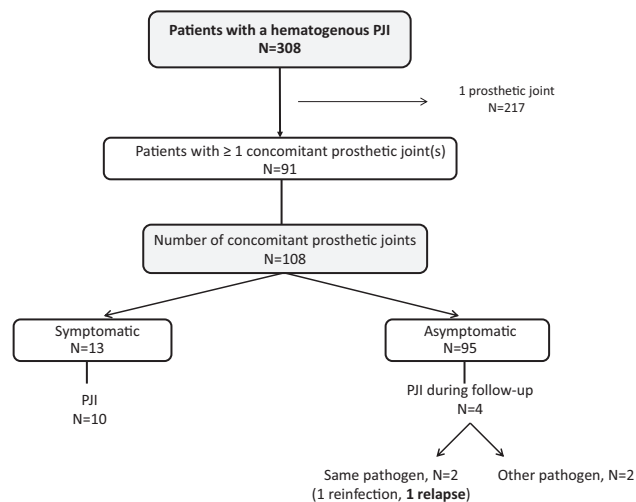 Patients with a hematogenous PJI
N=308
1 prosthetic joint
N=217
Patients with ≥ 1 concomitant prosthetic joint(s)
N=91
Number of concomitant prosthetic joints
N=108
Symptomatic
N=13
Asymptomatic
N=95
PJI
N=10
PJI during follow-up
N=4
Same pathogen, N=2
(1 reinfection, 1 relapse)
Other pathogen, N=2